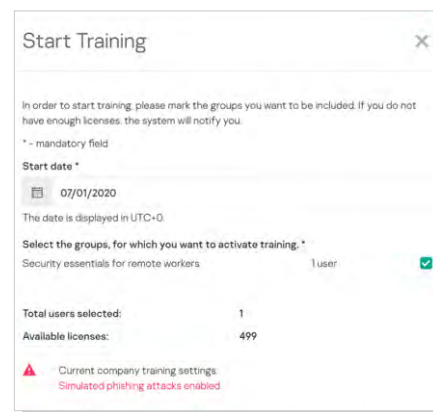 Start Training
In order to start training, please mark the groups you want to be included. If you do not
have enough licenses, the system will notify you.
* - mandatory field
Start date *
07/01/2020
The date is displayed in UTC+0.
Select the groups, for which you want to activate training. *
Security essentials for remote workers 1 user
Total users selected: 1
Available licenses: 499
Current company training settings:
Simulated phishing attacks enabled